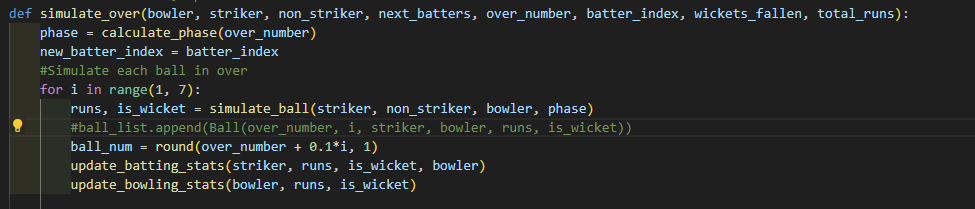 def simulate_over(bowler, striker, non_striker, next_batters, over_number, batter_index, wickets_fallen, total_runs):
    phase = calculate_phase(over_number)
    new_batter_index = batter_index
    #Simulate each ball in over
    for i in range(1, 7):
        runs, is_wicket = simulate_ball(striker, non_striker, bowler, phase)
        #ball_list.append(Ball(over_number, i, striker, bowler, runs, is_wicket))
        ball_num = round(over_number + 0.1*i, 1)
        update_batting_stats(striker, runs, is_wicket, bowler)
        update_bowling_stats(bowler, runs, is_wicket)